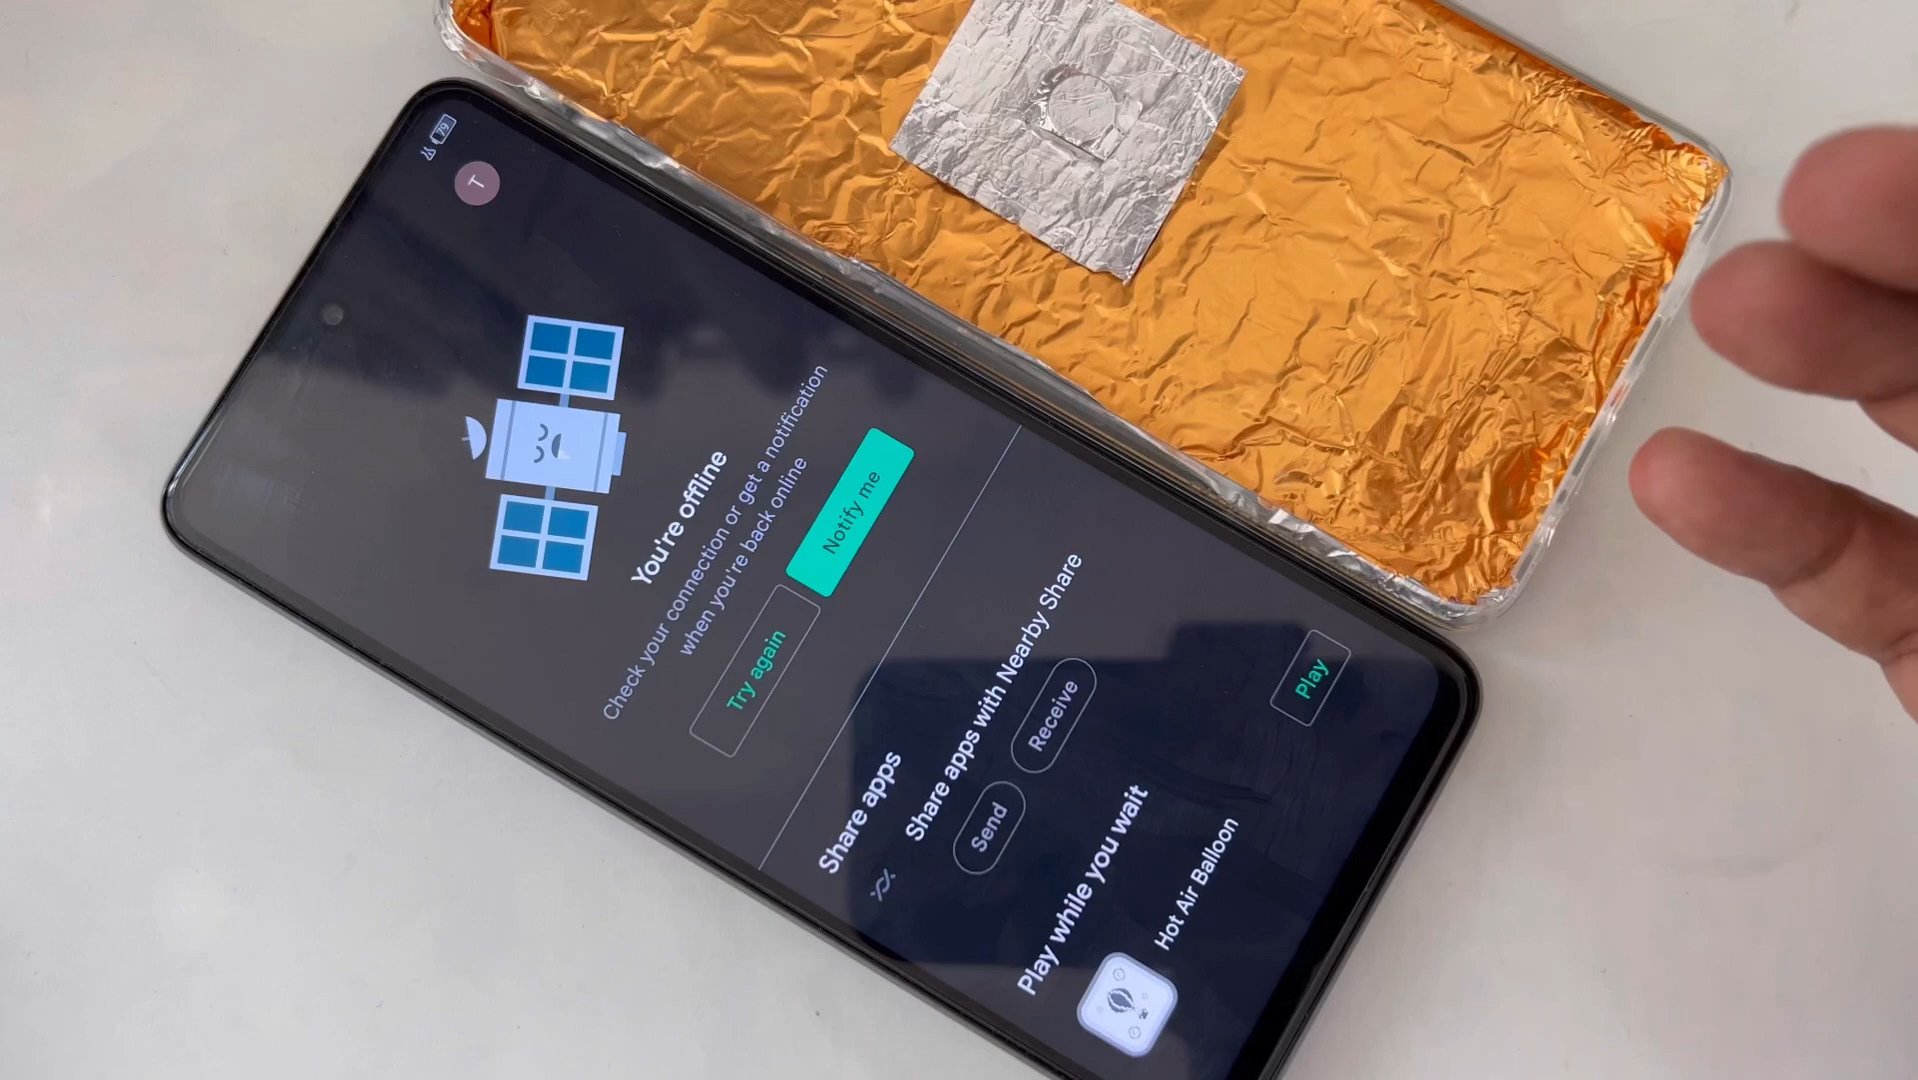 79
T
You're offline
Check your connection or get a notification
when you're back online
Try again
Notify me
Share apps
Share apps with Nearby Share
Send
Receive
Play while you wait
Hot Air Balloon
Play